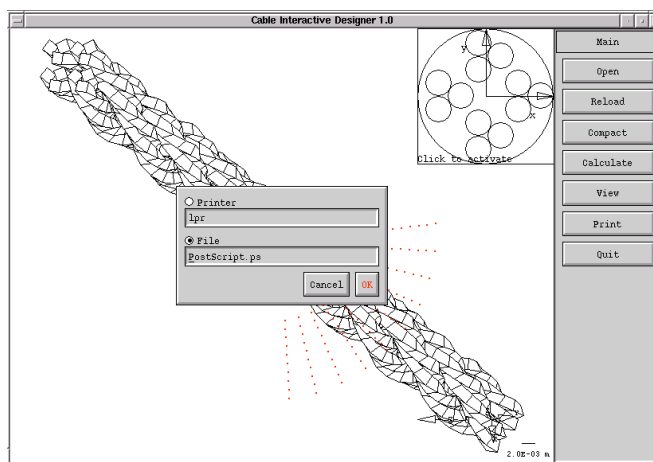 Cable Interactive Designer 1.0
y
x
Click to activate
Main
Open
Reload
Compact
Calculate
View
Print
Quit
Printer
lpr
File
PostScript.ps
Cancel
OK
2.0E-03 m